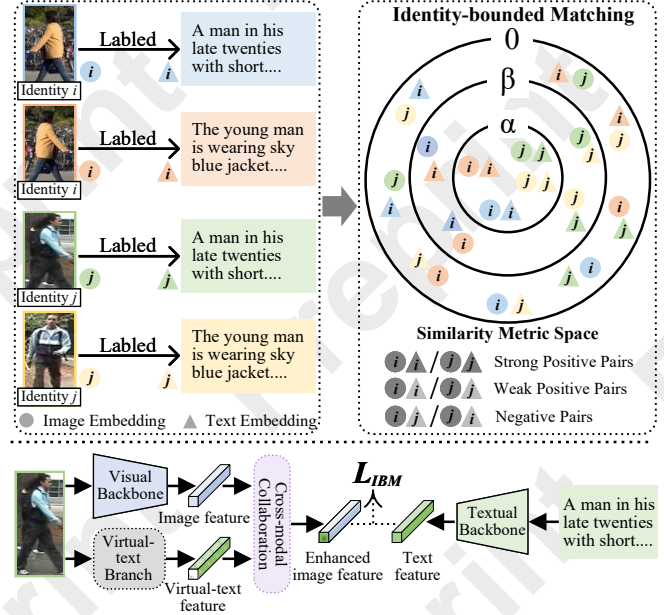 Labled
A man in his
late twenties
with short....
i
i
Identity i
Labled
The young man
is wearing sky
blue jacket....
i
i
Identity i
Labled
A man in his
late twenties
with short....
j
j
Identity j
Labled
The young man
is wearing sky
blue jacket....
j
j
Identity j
Image Embedding
Text Embedding
Identity-bounded Matching
0
β
α
i
j
i
j
i
j
i
j
j
j
j
i
i
i
i
j
j
j
j
i
i
i
i
j
j
i
i
j
j
i
j
i
i
j
Similarity Metric Space
i i / j j Strong Positive Pairs
i i / j j Weak Positive Pairs
i j / j i Negative Pairs
Visual
Backbone
Image feature
Virtual-
text
Branch
Virtual-text
feature
Cross-modal
Collaboration
L_IBM
Enhanced
image feature
Text
feature
Textual
Backbone
A man in his
late twenties
with short....
Preprint